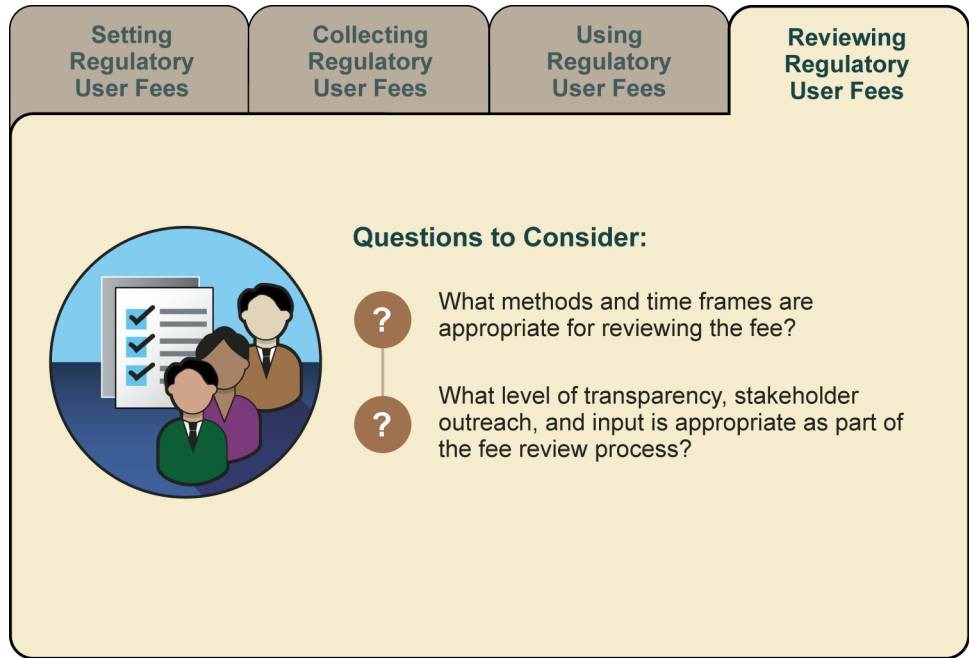 Setting
Regulatory
User Fees
Collecting
Regulatory
User Fees
Using
Regulatory
User Fees
Reviewing
Regulatory
User Fees
Questions to Consider:
?
What methods and time frames are
appropriate for reviewing the fee?
?
What level of transparency, stakeholder
outreach, and input is appropriate as part of
the fee review process?